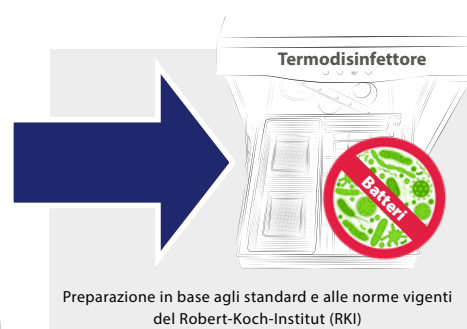 Termodisinfettore
Batteri
Preparazione in base agli standard e alle norme vigenti
del Robert-Koch-Institut (RKI)